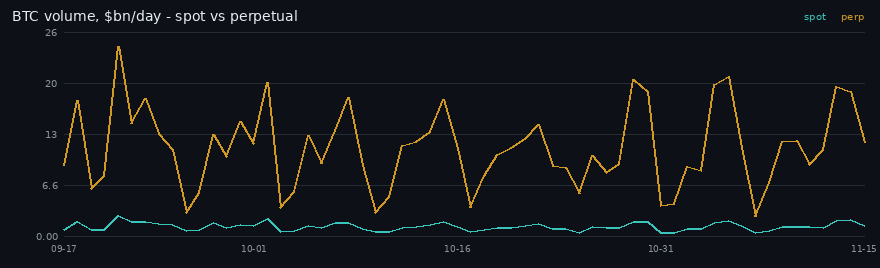 BTC volume, $bn/day - spot vs perpetual
spot perp
26
20
13
6.6
0.00
09-17 10-01 10-16 10-31 11-15